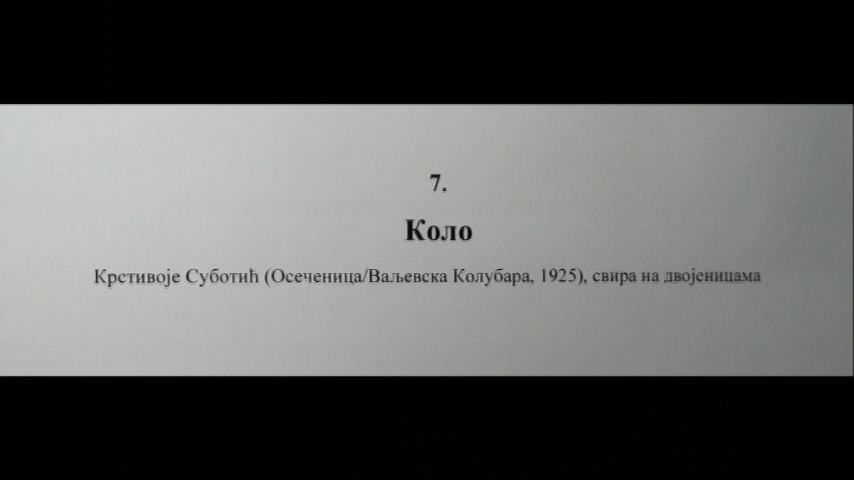 7.
Коло
Крстивоје Суботић (Осеченица/Ваљевска Колубара, 1925), свира на двојеницама